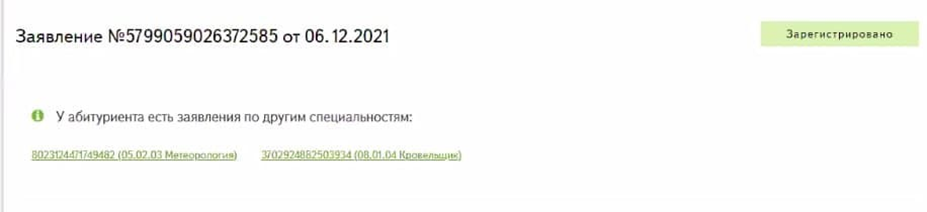 Заявление №5799059026372585 от 06.12.2021
Зарегистрировано
У абитуриента есть заявления по другим специальностям:
8023124471749482 (05.02.03 Метеорология) 3702924882503934 (08.01.04 Кровельщик)